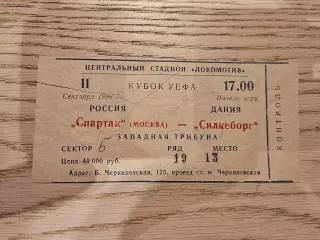 ЦЕНТРАЛЬНЫЙ СТАДИОН «ЛОКОМОТИВ»
11 КУБОК УЕФА 17.00
Сентября 1996 г. Начало игры
РОССИЯ ДАНИЯ
„Спартак“ (МОСКВА) — „Силкеборг“
ЗАПАДНАЯ ТРИБУНА
СЕКТОР 6 РЯД МЕСТО
Цена 40 000 руб. 19 13
Адрес: Б. Черкизовская, 125, проезд ст. м. Черкизовская
КОНТРОЛЬ